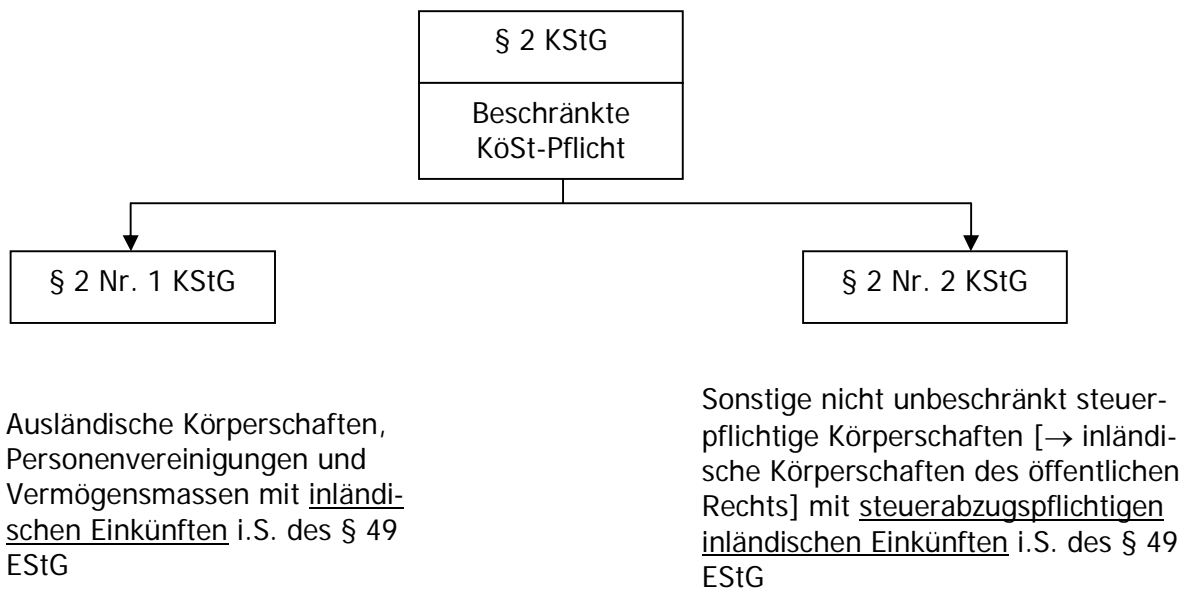 § 2 KStG
Beschränkte
KöSt-Pflicht
§ 2 Nr. 1 KStG
§ 2 Nr. 2 KStG
Ausländische Körperschaften,
Personenvereinigungen und
Vermögensmassen mit inländi-
schen Einkünften i.S. des § 49
EStG
Sonstige nicht unbeschränkt steuer-
pflichtige Körperschaften [→ inländi-
sche Körperschaften des öffentlichen
Rechts] mit steuerabzugspflichtigen
inländischen Einkünften i.S. des § 49
EStG